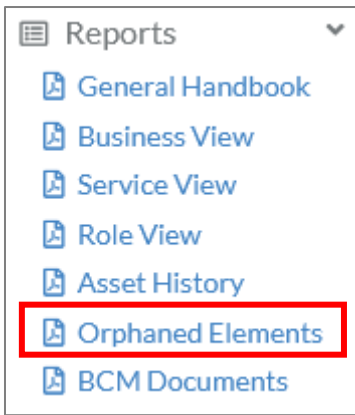 Reports
General Handbook
Business View
Service View
Role View
Asset History
Orphaned Elements
BCM Documents